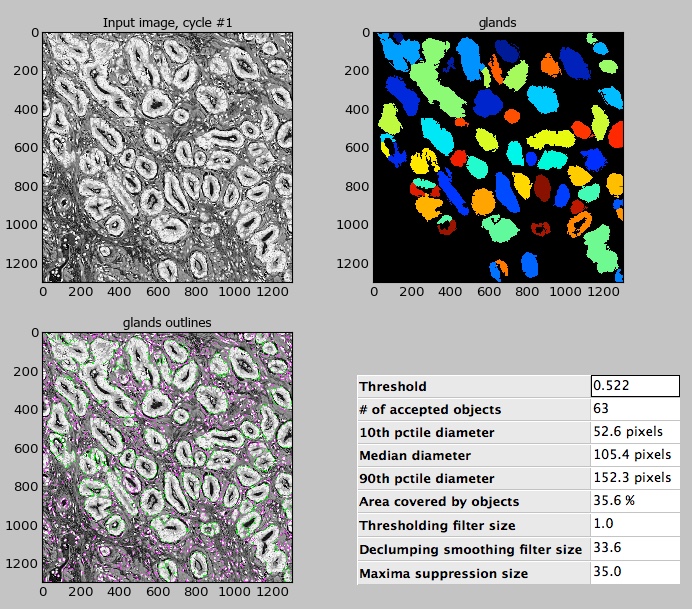 Input image, cycle #1
0
200
400
600
800
1000
1200
0 200 400 600 800 1000 1200
glands
0
200
400
600
800
1000
1200
0 200 400 600 800 1000 1200
glands outlines
0
200
400
600
800
1000
1200
0 200 400 600 800 1000 1200
Threshold 0.522
# of accepted objects 63
10th pctile diameter 52.6 pixels
Median diameter 105.4 pixels
90th pctile diameter 152.3 pixels
Area covered by objects 35.6 %
Thresholding filter size 1.0
Declumping smoothing filter size 33.6
Maxima suppression size 35.0